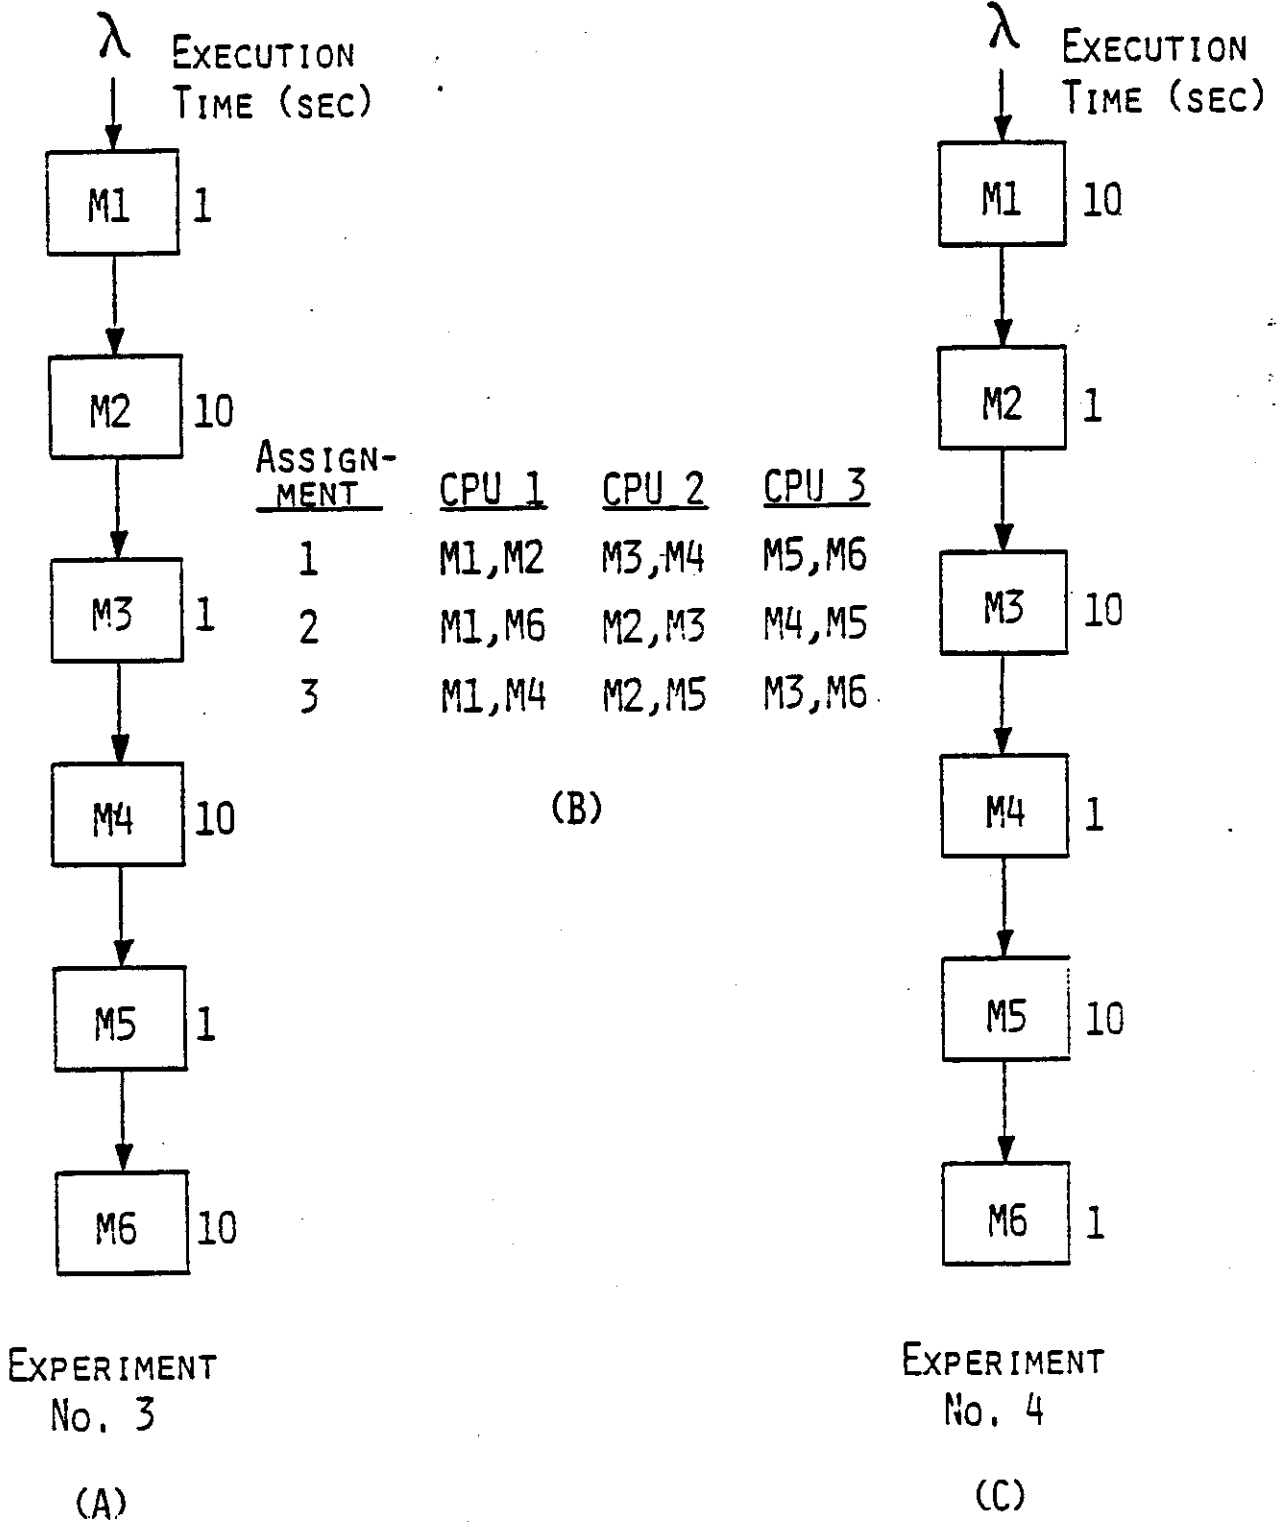 λ EXECUTION
TIME (SEC)
M1 1
M2 10
M3 1
M4 10
M5 1
M6 10
EXPERIMENT
No. 3
(A)
ASSIGN-
MENT CPU 1 CPU 2 CPU 3
1 M1,M2 M3,M4 M5,M6
2 M1,M6 M2,M3 M4,M5
3 M1,M4 M2,M5 M3,M6
(B)
λ EXECUTION
TIME (SEC)
M1 10
M2 1
M3 10
M4 1
M5 10
M6 1
EXPERIMENT
No. 4
(C)